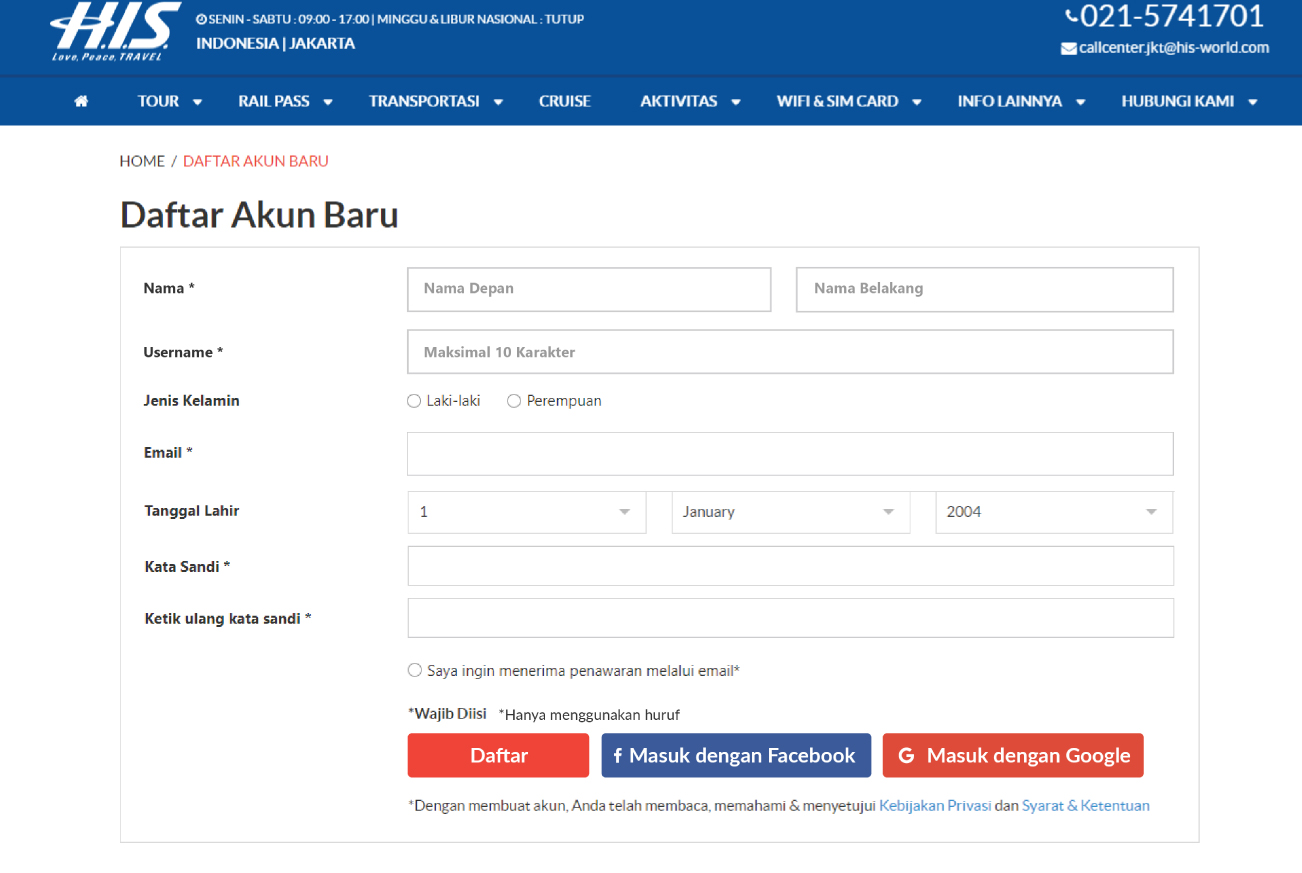 H.I.S.
Love, Peace, TRAVEL
SENIN - SABTU : 09:00 - 17:00 | MINGGU & LIBUR NASIONAL : TUTUP
INDONESIA | JAKARTA
021-5741701
callcenter.jkt@his-world.com
TOUR RAIL PASS TRANSPORTASI CRUISE AKTIVITAS WIFI & SIM CARD INFO LAINNYA HUBUNGI KAMI
HOME / DAFTAR AKUN BARU
Daftar Akun Baru
Nama * Nama Depan Nama Belakang
Username * Maksimal 10 Karakter
Jenis Kelamin Laki-laki Perempuan
Email *
Tanggal Lahir 1 January 2004
Kata Sandi *
Ketik ulang kata sandi *
Saya ingin menerima penawaran melalui email*
*Wajib Diisi *Hanya menggunakan huruf
Daftar f Masuk dengan Facebook G Masuk dengan Google
*Dengan membuat akun, Anda telah membaca, memahami & menyetujui Kebijakan Privasi dan Syarat & Ketentuan